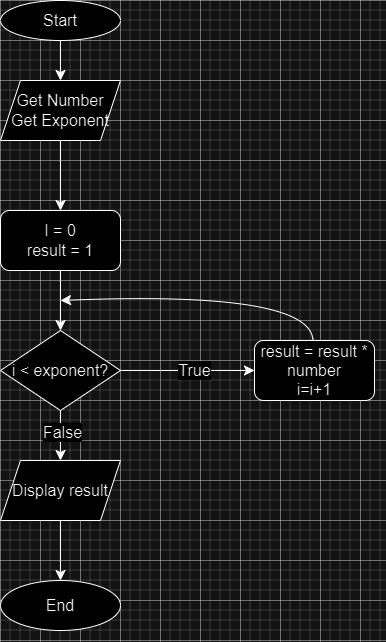 Start
Get Number
Get Exponent
I = 0
result = 1
i < exponent?
True
result = result *
number
i=i+1
False
Display result
End